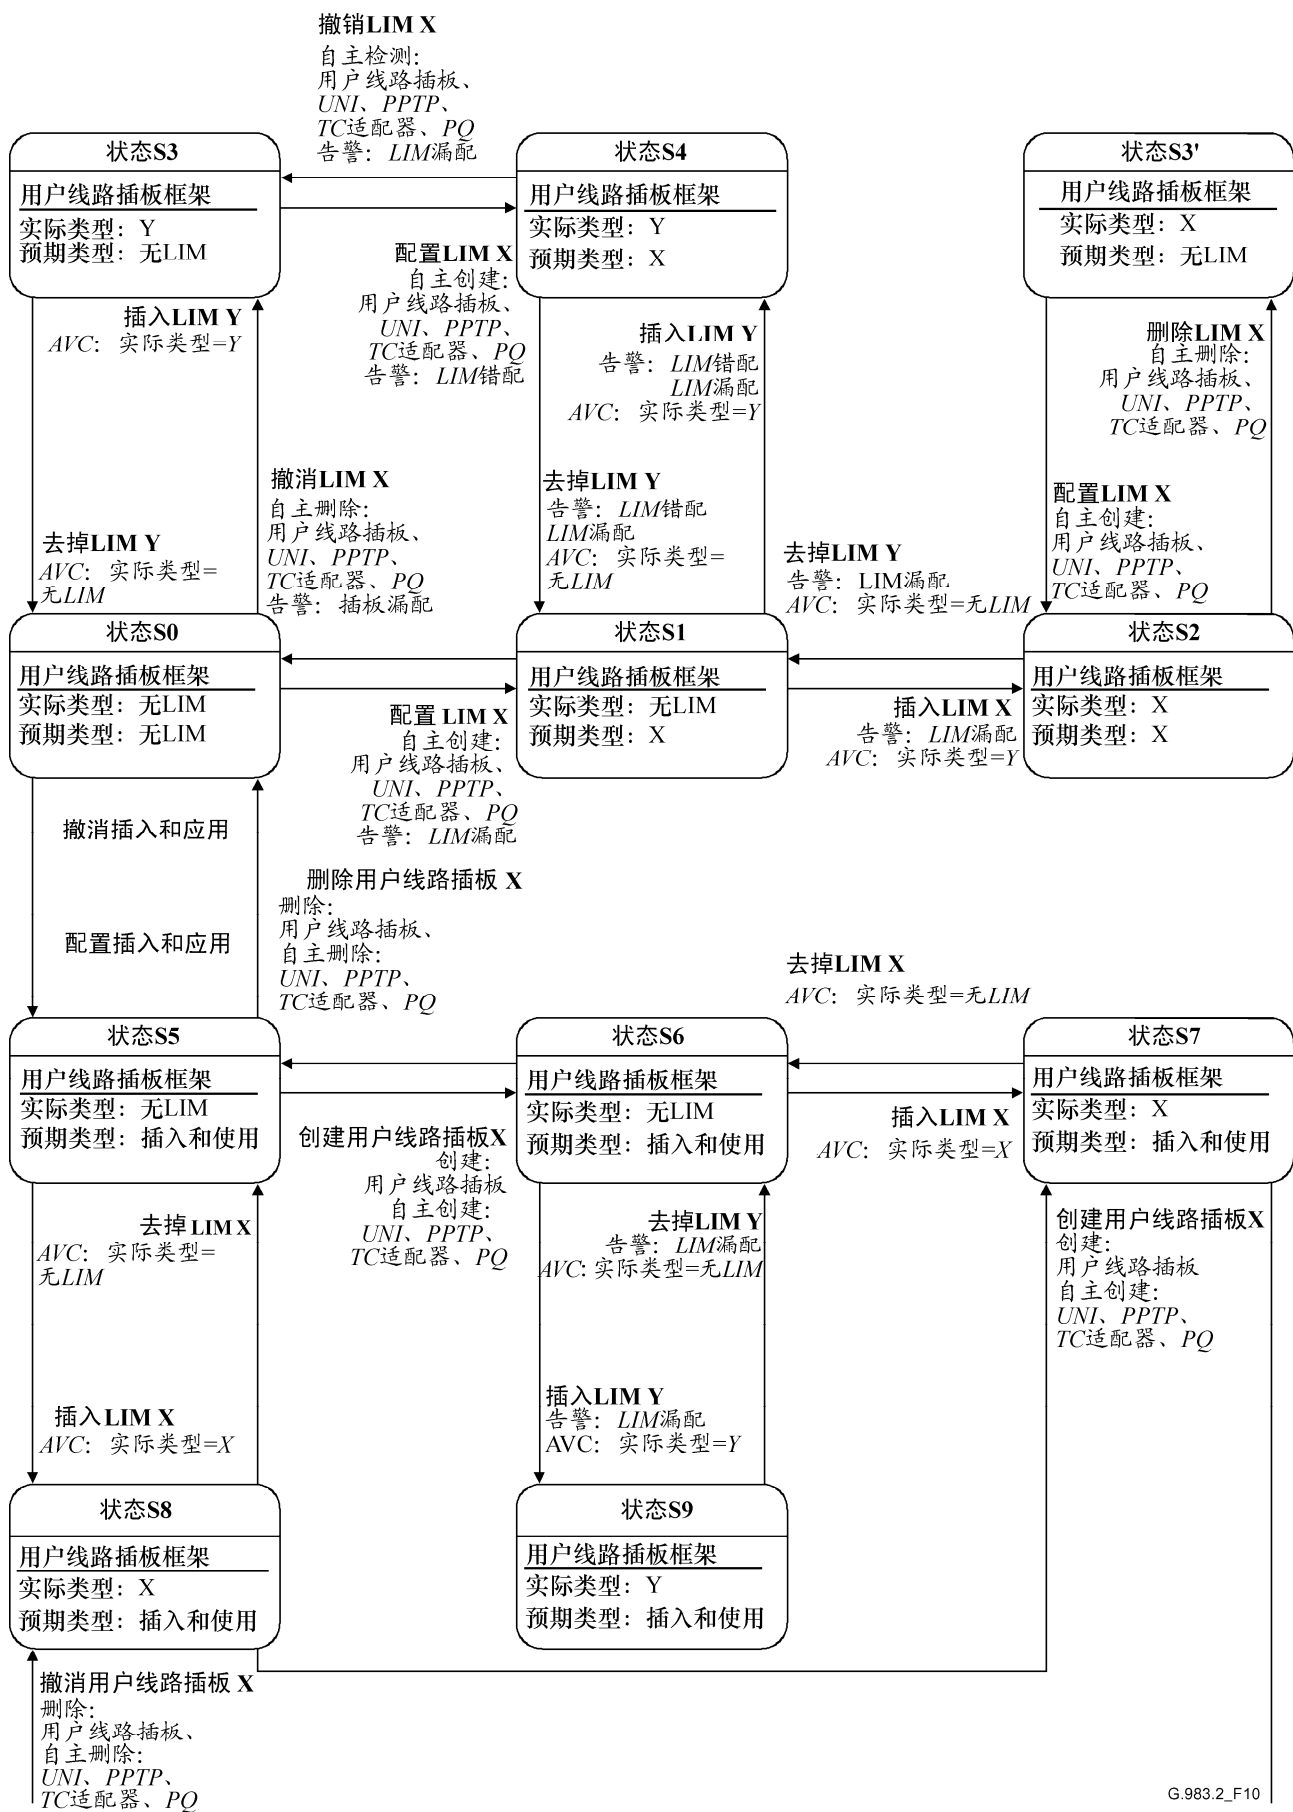 撤销LIM X
自主检测：
用户线路插板、
UNI、PPTP、
TC适配器、PQ
告警：LIM漏配
状态S3
用户线路插板框架
实际类型：Y
预期类型：无LIM
状态S4
用户线路插板框架
实际类型：Y
预期类型：X
状态S3'
用户线路插板框架
实际类型：X
预期类型：无LIM
插入LIM Y
AVC：实际类型=Y
配置LIM X
自主创建：
用户线路插板、
UNI、PPTP、
TC适配器、PQ
告警：LIM错配
插入LIM Y
告警：LIM错配
LIM漏配
AVC：实际类型=Y
删除LIM X
自主删除：
用户线路插板、
UNI、PPTP、
TC适配器、PQ
去掉LIM Y
AVC：实际类型=
无LIM
撤消LIM X
自主删除：
用户线路插板、
UNI、PPTP、
TC适配器、PQ
告警：插板漏配
去掉LIM Y
告警：LIM错配
LIM漏配
AVC：实际类型=
无LIM
去掉LIM Y
告警：LIM漏配
AVC：实际类型=无LIM
配置LIM X
自主创建：
用户线路插板、
UNI、PPTP、
TC适配器、PQ
状态S0
用户线路插板框架
实际类型：无LIM
预期类型：无LIM
状态S1
用户线路插板框架
实际类型：无LIM
预期类型：X
状态S2
用户线路插板框架
实际类型：X
预期类型：X
配置 LIM X
自主创建：
用户线路插板、
UNI、PPTP、
TC适配器、PQ
告警：LIM漏配
插入LIM X
告警：LIM漏配
AVC：实际类型=Y
撤消插入和应用
配置插入和应用
删除用户线路插板 X
删除：
用户线路插板、
自主删除：
UNI、PPTP、
TC适配器、PQ
去掉LIM X
AVC：实际类型=无LIM
状态S5
用户线路插板框架
实际类型：无LIM
预期类型：插入和使用
状态S6
用户线路插板框架
实际类型：无LIM
预期类型：插入和使用
状态S7
用户线路插板框架
实际类型：X
预期类型：插入和使用
创建用户线路插板X
创建：
用户线路插板
自主创建：
UNI、PPTP、
TC适配器、PQ
插入LIM X
AVC：实际类型=X
去掉 LIM X
AVC：实际类型=
无LIM
去掉LIM Y
告警：LIM漏配
AVC：实际类型=无LIM
创建用户线路插板X
创建：
用户线路插板
自主创建：
UNI、PPTP、
TC适配器、PQ
插入LIM X
AVC：实际类型=X
插入LIM Y
告警：LIM漏配
AVC：实际类型=Y
状态S8
用户线路插板框架
实际类型：X
预期类型：插入和使用
状态S9
用户线路插板框架
实际类型：Y
预期类型：插入和使用
撤消用户线路插板 X
删除：
用户线路插板、
自主删除：
UNI、PPTP、
TC适配器、PQ
G.983.2_F10